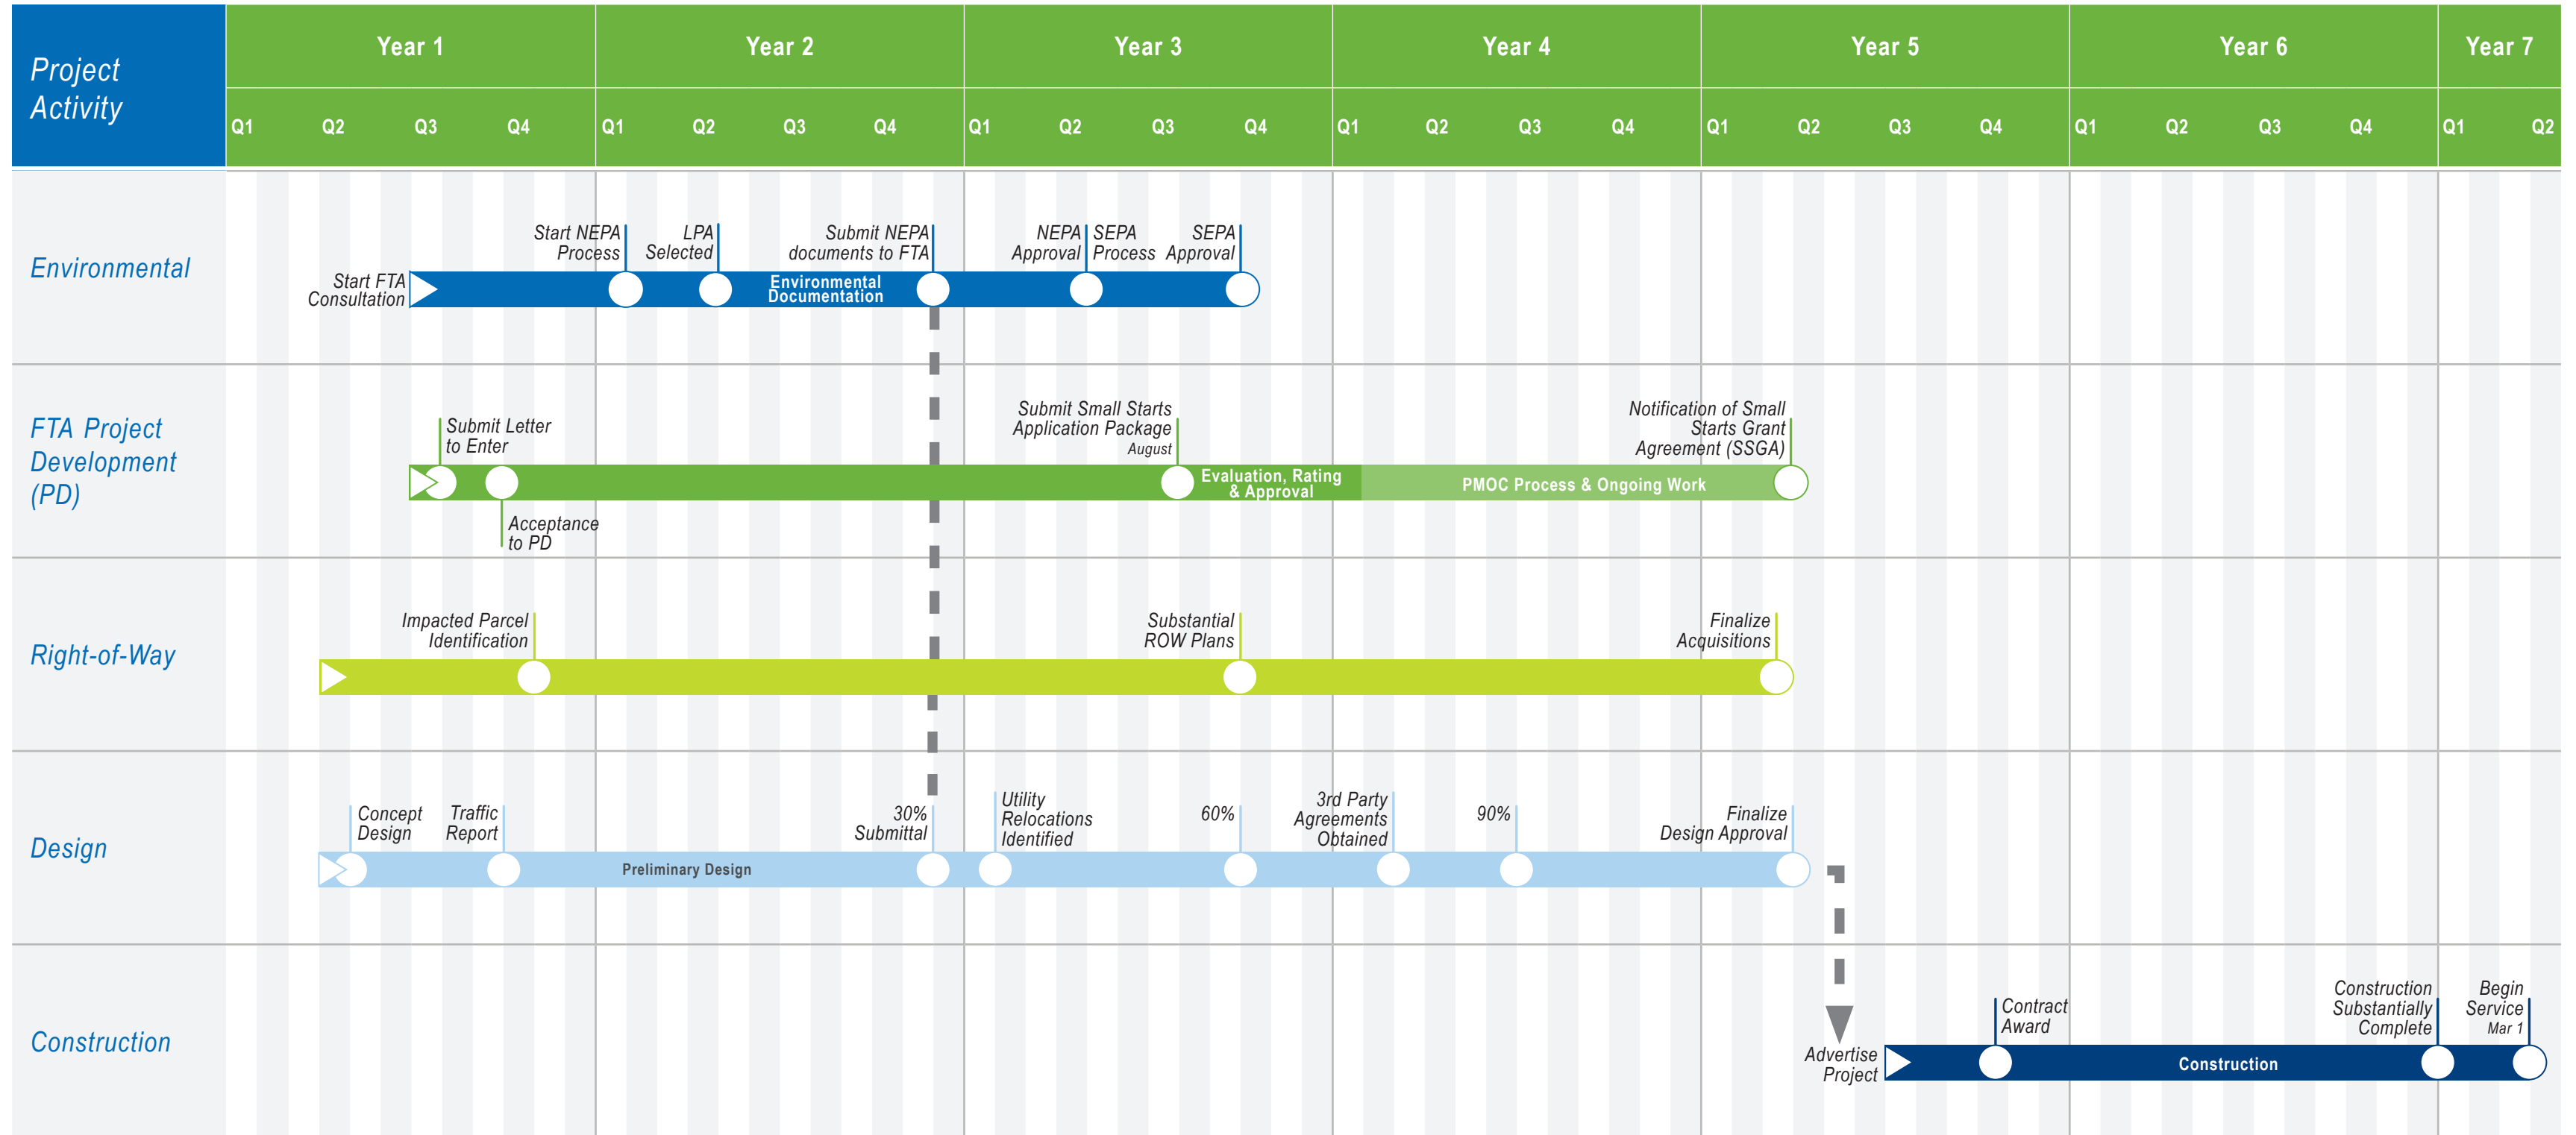 Project
Activity
Year 1
Year 2
Year 3
Year 4
Year 5
Year 6
Year 7
Q1 Q2 Q3 Q4 Q1 Q2 Q3 Q4 Q1 Q2 Q3 Q4 Q1 Q2 Q3 Q4 Q1 Q2 Q3 Q4 Q1 Q2 Q3 Q4 Q1 Q2
Environmental
Start FTA
Consultation
Start NEPA
Process
LPA
Selected
Environmental
Documentation
Submit NEPA
documents to FTA
NEPA
Approval
SEPA
Process
SEPA
Approval
FTA Project
Development
(PD)
Submit Letter
to Enter
Acceptance
to PD
Submit Small Starts
Application Package
August
Evaluation, Rating
& Approval
PMOC Process & Ongoing Work
Notification of Small
Starts Grant
Agreement (SSGA)
Right-of-Way
Impacted Parcel
Identification
Substantial
ROW Plans
Finalize
Acquisitions
Design
Concept
Design
Traffic
Report
Preliminary Design
30%
Submittal
Utility
Relocations
Identified
60%
3rd Party
Agreements
Obtained
90%
Finalize
Design Approval
Construction
Advertise
Project
Contract
Award
Construction
Construction
Substantially
Complete
Begin
Service
Mar 1